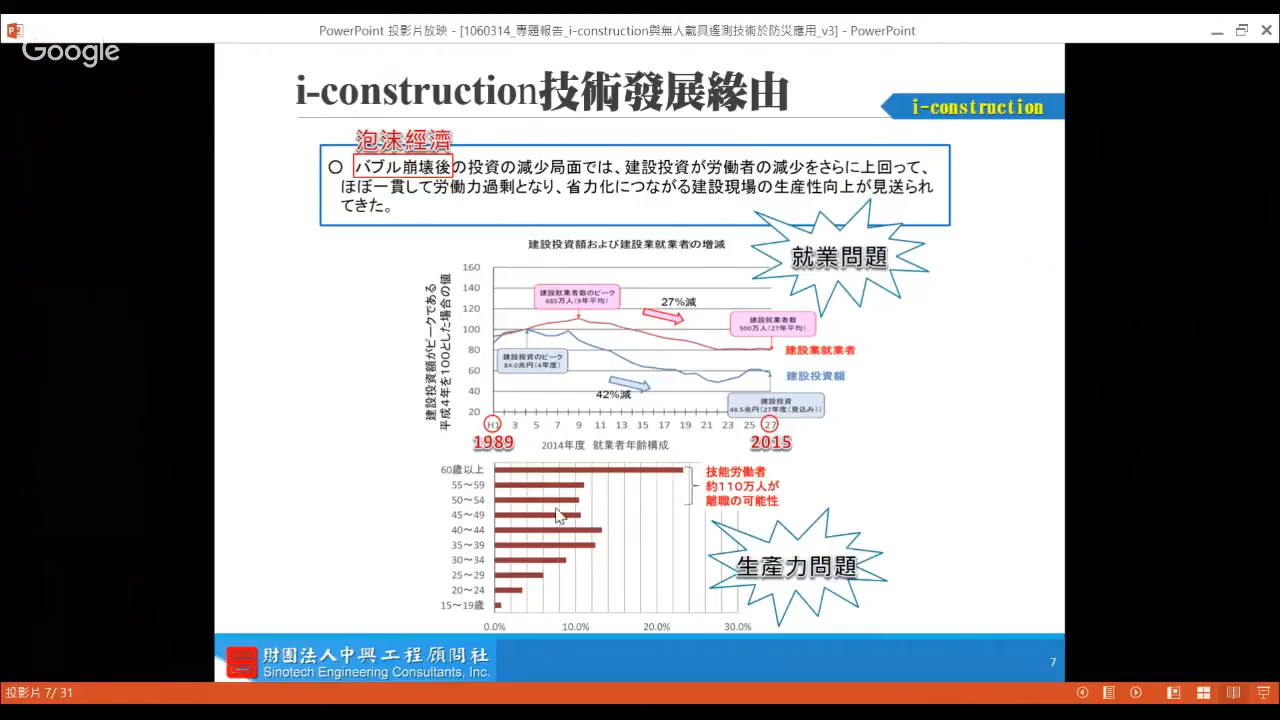 PowerPoint 投影片放映 - [1060314_專題報告_i-construction與無人載具遙測技術於防災應用_v3] - PowerPoint
Google
i-construction技術發展緣由
i-construction
泡沫經濟
○ バブル崩壊後の投資の減少局面では、建設投資が労働者の減少をさらに上回って、
ほぼ一貫して労働力過剰となり、省力化につながる建設現場の生産性向上が見送られ
てきた。
就業問題
建設投資額および建設業就業者の増減
建設投資額がピークである
平成4年を100とした場合の値
160
140
120
100
80
60
40
20
建設就業者数のピーク
685万人(9年平均)
27%減
建設就業者数
500万人(27年平均)
建設業就業者
建設投資のピーク
84.0兆円(4年度)
建設投資額
42%減
建設投資
48.5兆円(27年度(見込み))
H1 3 5 7 9 11 13 15 17 19 21 23 25 27
1989
2014年度 就業者年齢構成
2015
60歳以上
55～59
50～54
45～49
40～44
35～39
30～34
25～29
20～24
15～19歳
0.0% 10.0% 20.0% 30.0%
技能労働者
約110万人が
離職の可能性
生產力問題
財團法人中興工程顧問社
Sinotech Engineering Consultants, Inc.
7
投影片 7/ 31